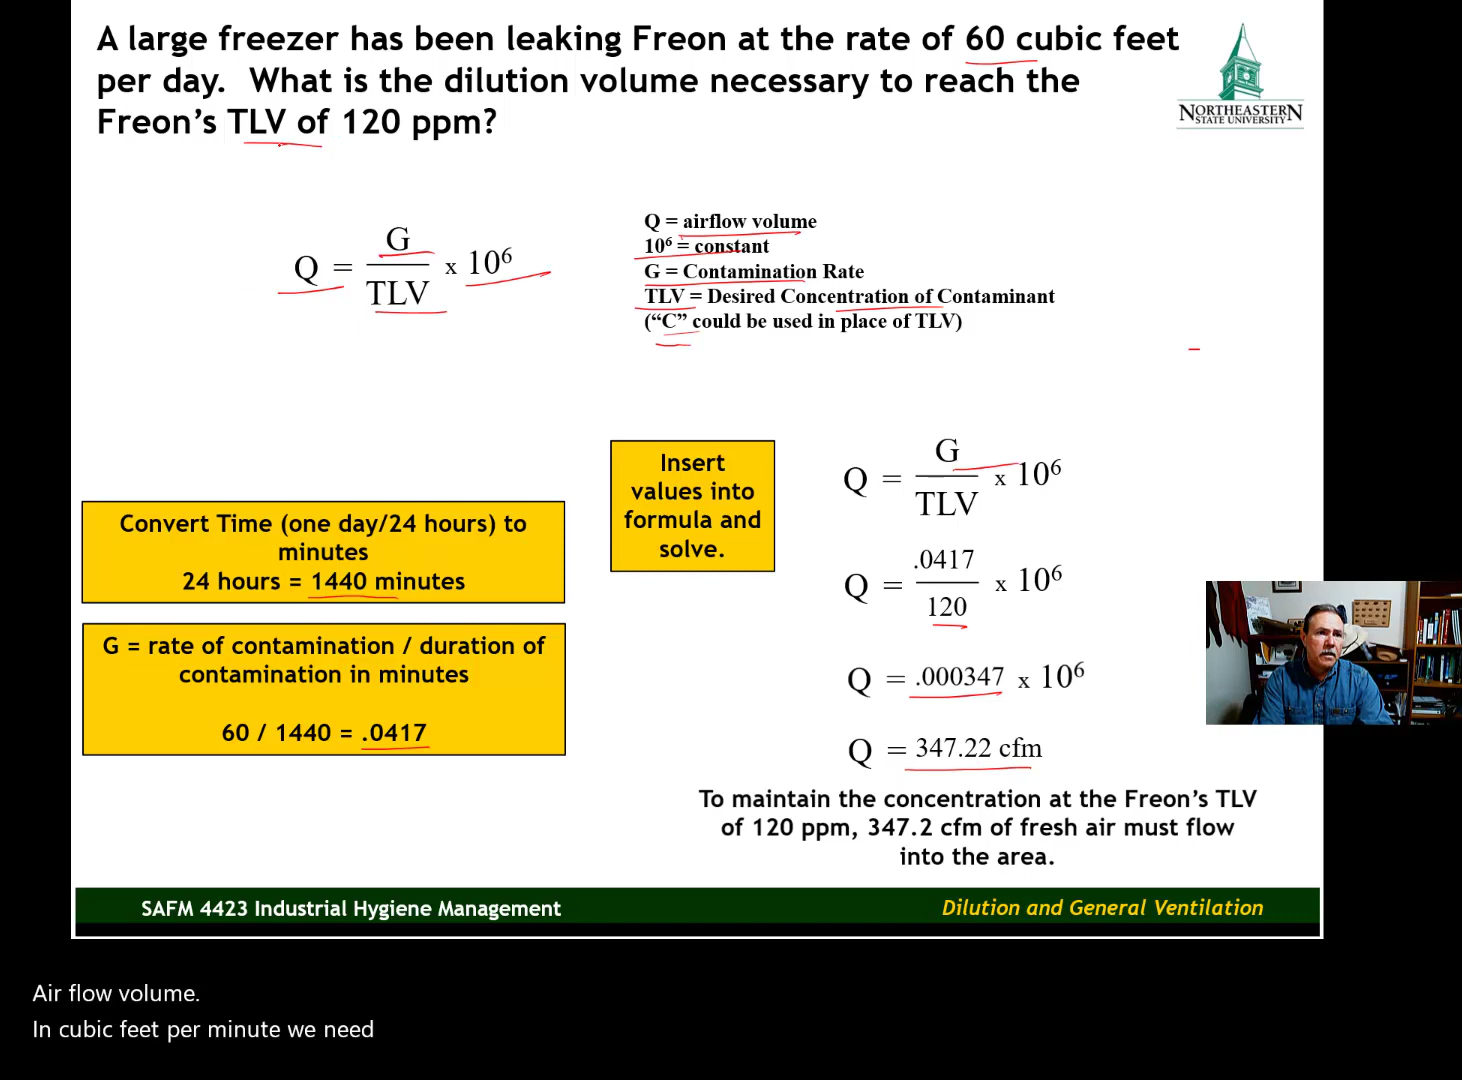 A large freezer has been leaking Freon at the rate of 60 cubic feet
per day. What is the dilution volume necessary to reach the
Freon's TLV of 120 ppm?
NORTHEASTERN
STATE UNIVERSITY
Q = G / TLV x 10⁶
Q = airflow volume
10⁶ = constant
G = Contamination Rate
TLV = Desired Concentration of Contaminant
(“C” could be used in place of TLV)
Convert Time (one day/24 hours) to
minutes
24 hours = 1440 minutes
G = rate of contamination / duration of
contamination in minutes
60 / 1440 = .0417
Insert
values into
formula and
solve.
Q = G / TLV x 10⁶
Q = .0417 / 120 x 10⁶
Q = .000347 x 10⁶
Q = 347.22 cfm
To maintain the concentration at the Freon's TLV
of 120 ppm, 347.2 cfm of fresh air must flow
into the area.
SAFM 4423 Industrial Hygiene Management
Dilution and General Ventilation
Air flow volume.
In cubic feet per minute we need